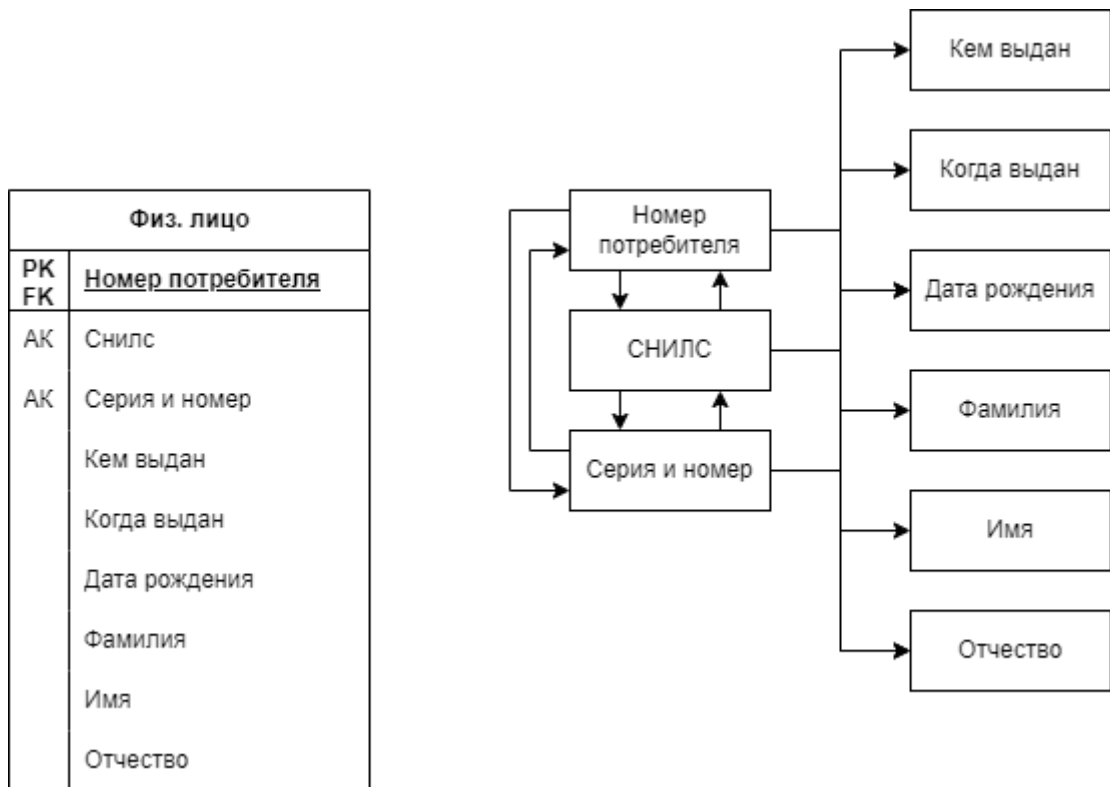 Физ. лицо
PK
FK
Номер потребителя
АК
Снилс
АК
Серия и номер
Кем выдан
Когда выдан
Дата рождения
Фамилия
Имя
Отчество
Номер
потребителя
СНИЛС
Серия и номер
Кем выдан
Когда выдан
Дата рождения
Фамилия
Имя
Отчество